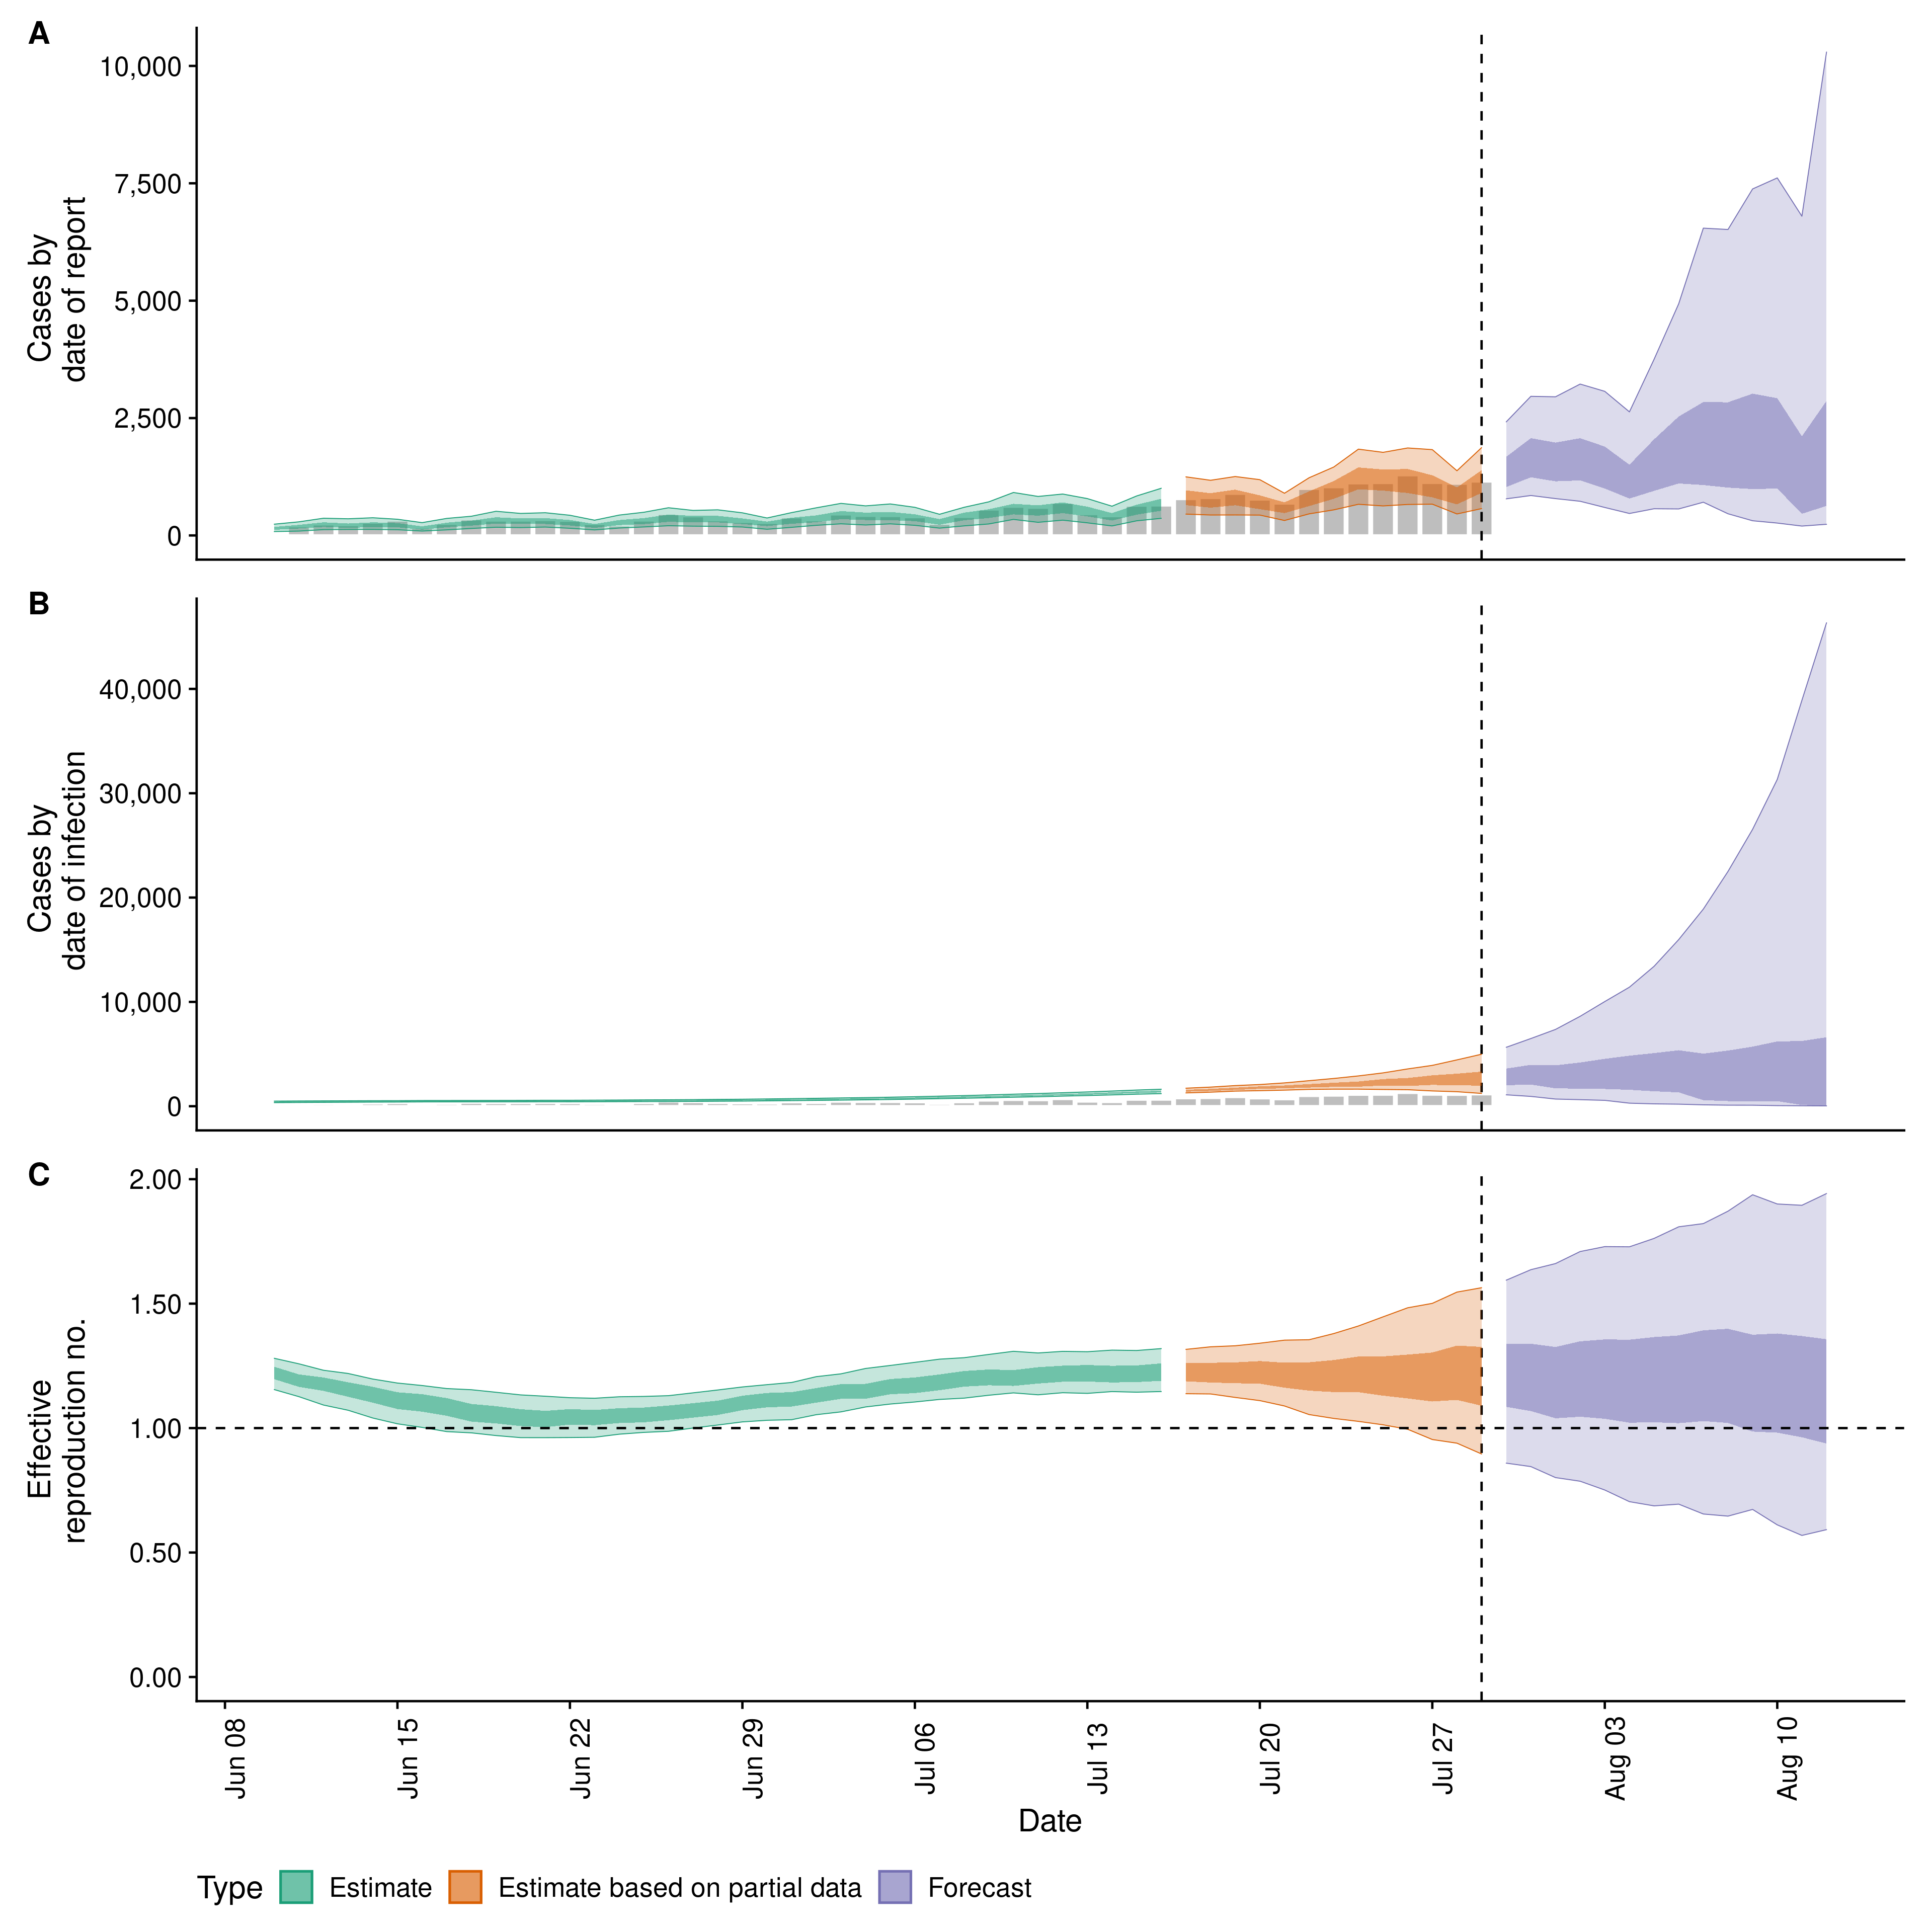 A
10,000
7,500
5,000
2,500
0
Cases by
date of report
B
40,000
30,000
20,000
10,000
0
Cases by
date of infection
C
2.00
1.50
1.00
0.50
0.00
Effective
reproduction no.
Jun 08
Jun 15
Jun 22
Jun 29
Jul 06
Jul 13
Jul 20
Jul 27
Aug 03
Aug 10
Date
Type Estimate Estimate based on partial data Forecast